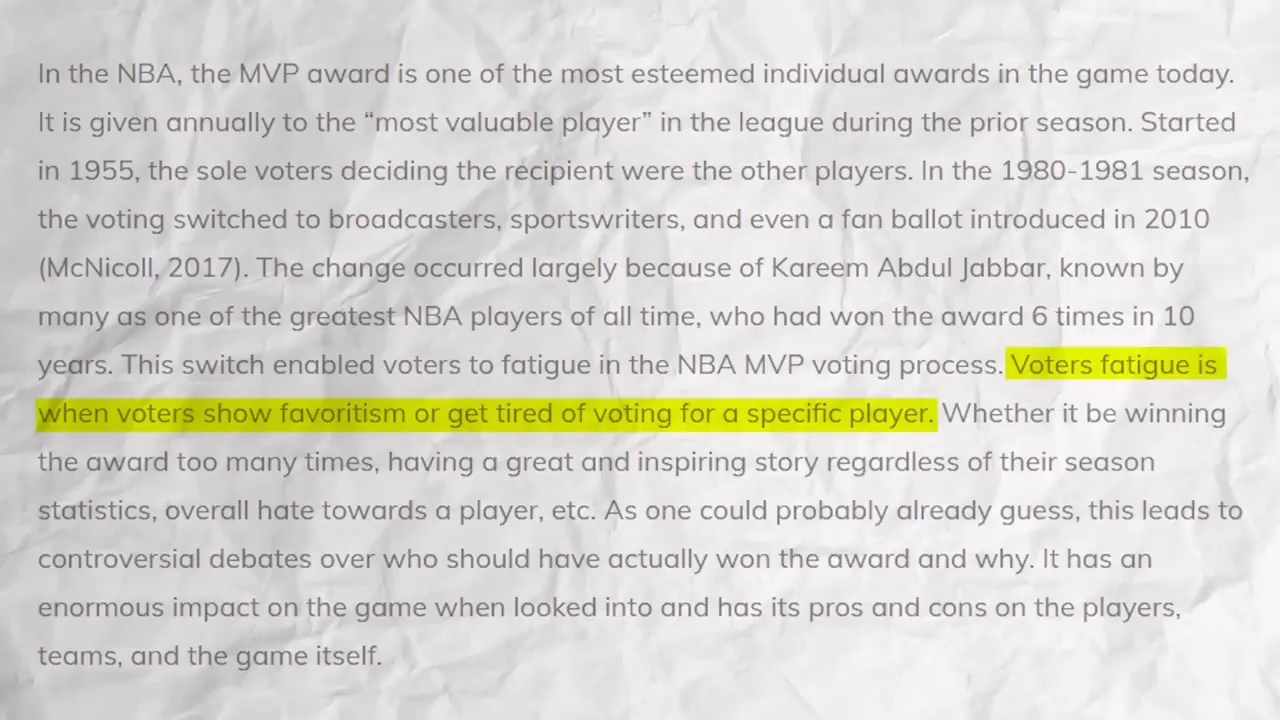 In the NBA, the MVP award is one of the most esteemed individual awards in the game today.
It is given annually to the “most valuable player” in the league during the prior season. Started
in 1955, the sole voters deciding the recipient were the other players. In the 1980-1981 season,
the voting switched to broadcasters, sportswriters, and even a fan ballot introduced in 2010
(McNicoll, 2017). The change occurred largely because of Kareem Abdul Jabbar, known by
many as one of the greatest NBA players of all time, who had won the award 6 times in 10
years. This switch enabled voters to fatigue in the NBA MVP voting process. Voters fatigue is
when voters show favoritism or get tired of voting for a specific player. Whether it be winning
the award too many times, having a great and inspiring story regardless of their season
statistics, overall hate towards a player, etc. As one could probably already guess, this leads to
controversial debates over who should have actually won the award and why. It has an
enormous impact on the game when looked into and has its pros and cons on the players,
teams, and the game itself.